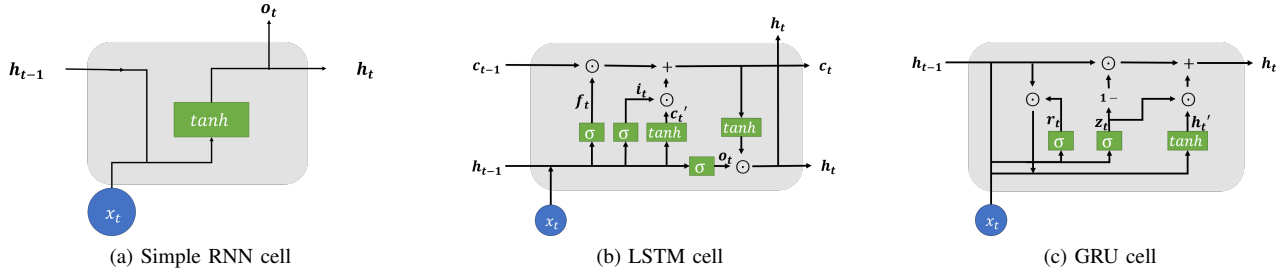 o_t
h_{t-1}
h_t
tanh
x_t
(a) Simple RNN cell
h_t
c_{t-1}
⊙
+
c_t
f_t
i_t
⊙
c_t'
σ
σ
tanh
tanh
h_{t-1}
σ
o_t
⊙
h_t
x_t
(b) LSTM cell
h_{t-1}
⊙
+
h_t
⊙
1-
⊙
r_t
z_t
h_t'
σ
σ
tanh
x_t
(c) GRU cell